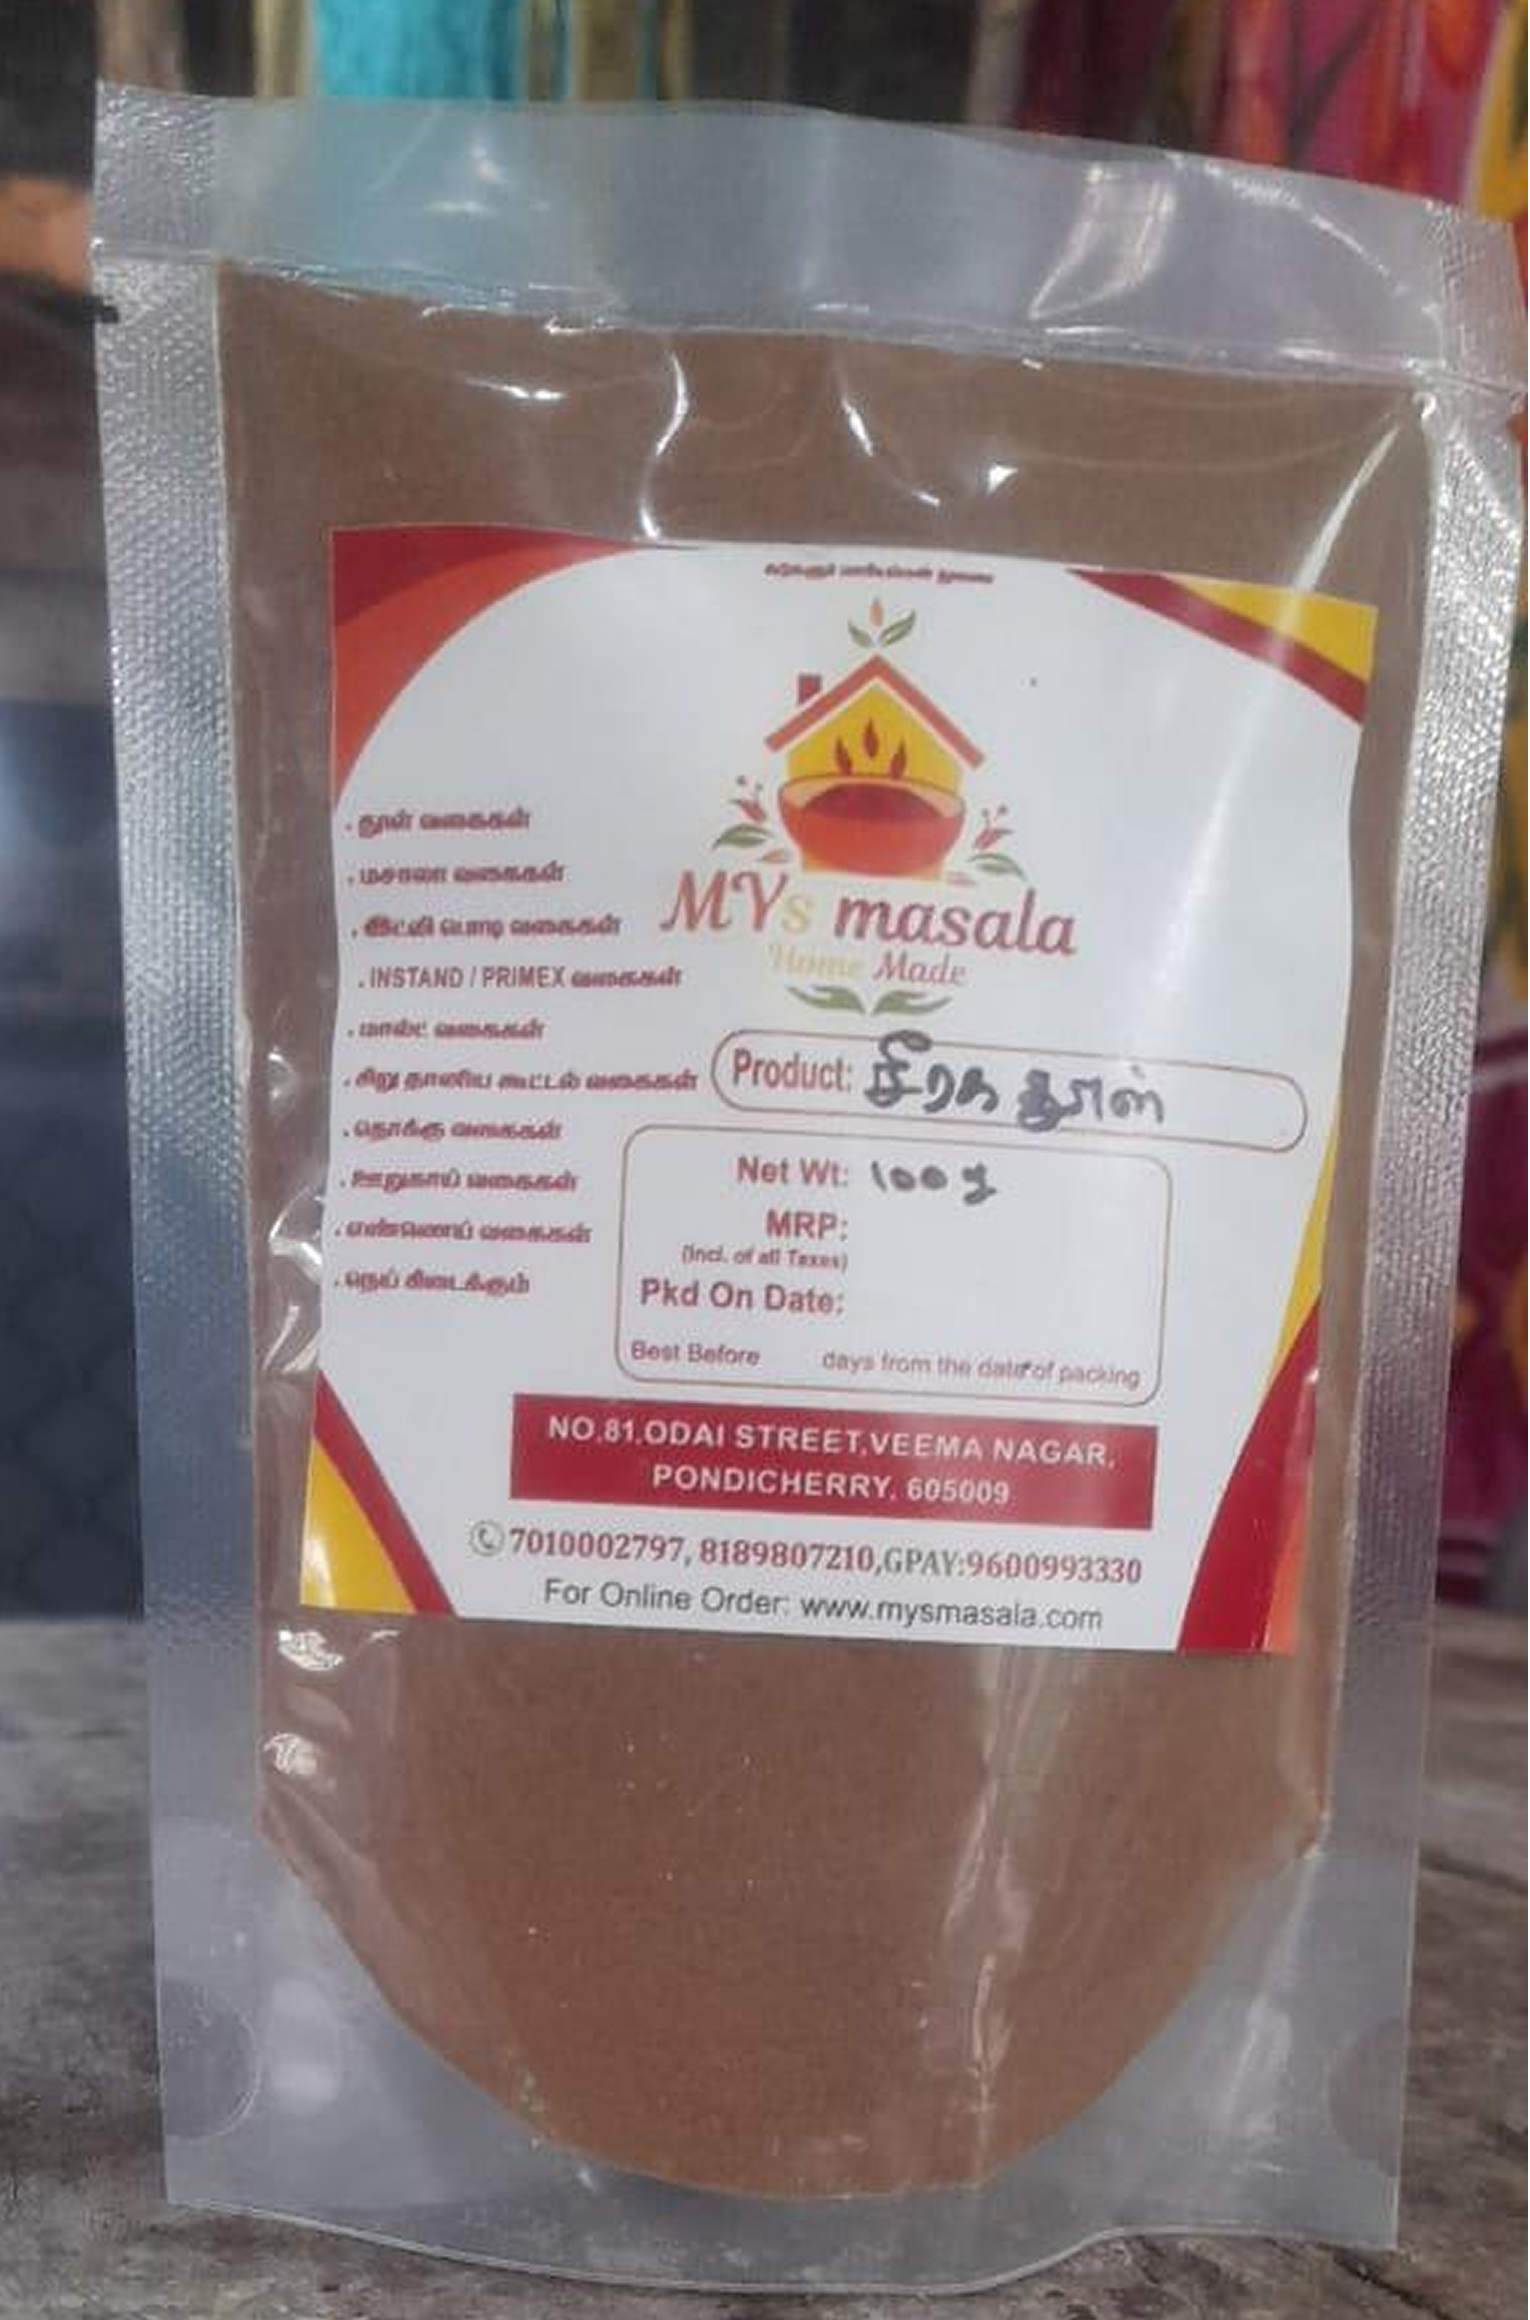 . தூள் வகைகள்
. மசாலா வகைகள்
. இட்லி பொடி வகைகள்
. INSTAND / PRIMEX வகைகள்
. மால்ட் வகைகள்
. சிறு தானிய கூட்டல் வகைகள்
. தொக்கு வகைகள்
. ஊறுகாய் வகைகள்
. எண்ணெய் வகைகள்
. நெய் கிடைக்கும்
MYs masala
Home Made
Product: சீரக தூள்
Net Wt: 100 g
MRP:
(Incl. of all Taxes)
Pkd On Date:
Best Before days from the date of packing
NO.81,ODAI STREET,VEEMA NAGAR,
PONDICHERRY, 605009
7010002797, 8189807210,GPAY:9600993330
For Online Order: www.mysmasala.com